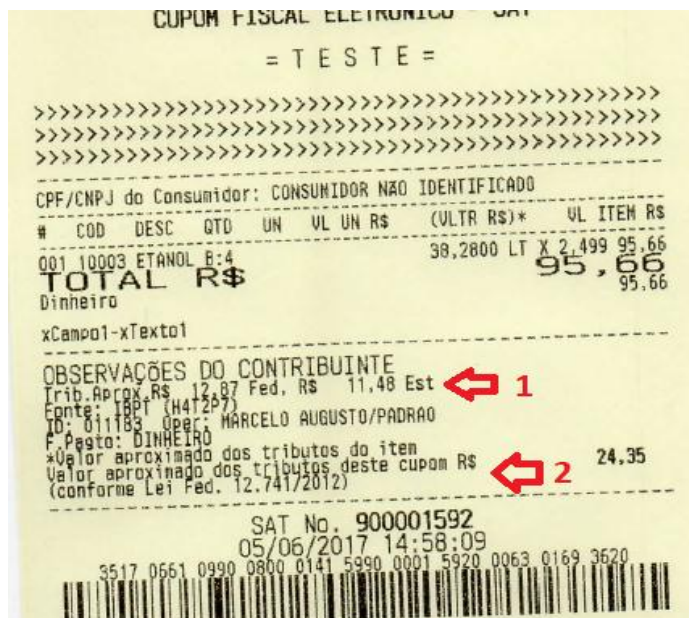 CUPOM FISCAL ELETRONICO - SAT
= T E S T E =
>>>>>>>>>>>>>>>>>>>>>>>>>>>>>>>>>>>>>>>>>>>>>>>>
>>>>>>>>>>>>>>>>>>>>>>>>>>>>>>>>>>>>>>>>>>>>>>>>
>>>>>>>>>>>>>>>>>>>>>>>>>>>>>>>>>>>>>>>>>>>>>>>>
CPF/CNPJ do Consumidor: CONSUMIDOR NÃO IDENTIFICADO
# COD DESC QTD UN VL UN R$ (VLTR R$)* VL ITEM R$
001 10003 ETANOL B:4 38,2800 LT X 2,499 95,66
TOTAL R$ 95,66
Dinheiro 95,66
xCampo1-xTexto1
OBSERVAÇÕES DO CONTRIBUINTE
Trib.Aprox.R$ 12,87 Fed, R$ 11,48 Est 1
Fonte: IBPT (H4T2P7)
ID: 011183 Oper: MARCELO AUGUSTO/PADRAO
F.Pagto: DINHEIRO
*Valor aproximado dos tributos do item
Valor aproximado dos tributos deste cupom R$ 2 24,35
(conforme Lei Fed. 12.741/2012)
SAT No. 900001592
05/06/2017 14:58:09
3517 0661 0990 0800 0141 5990 0001 5920 0063 0169 3620